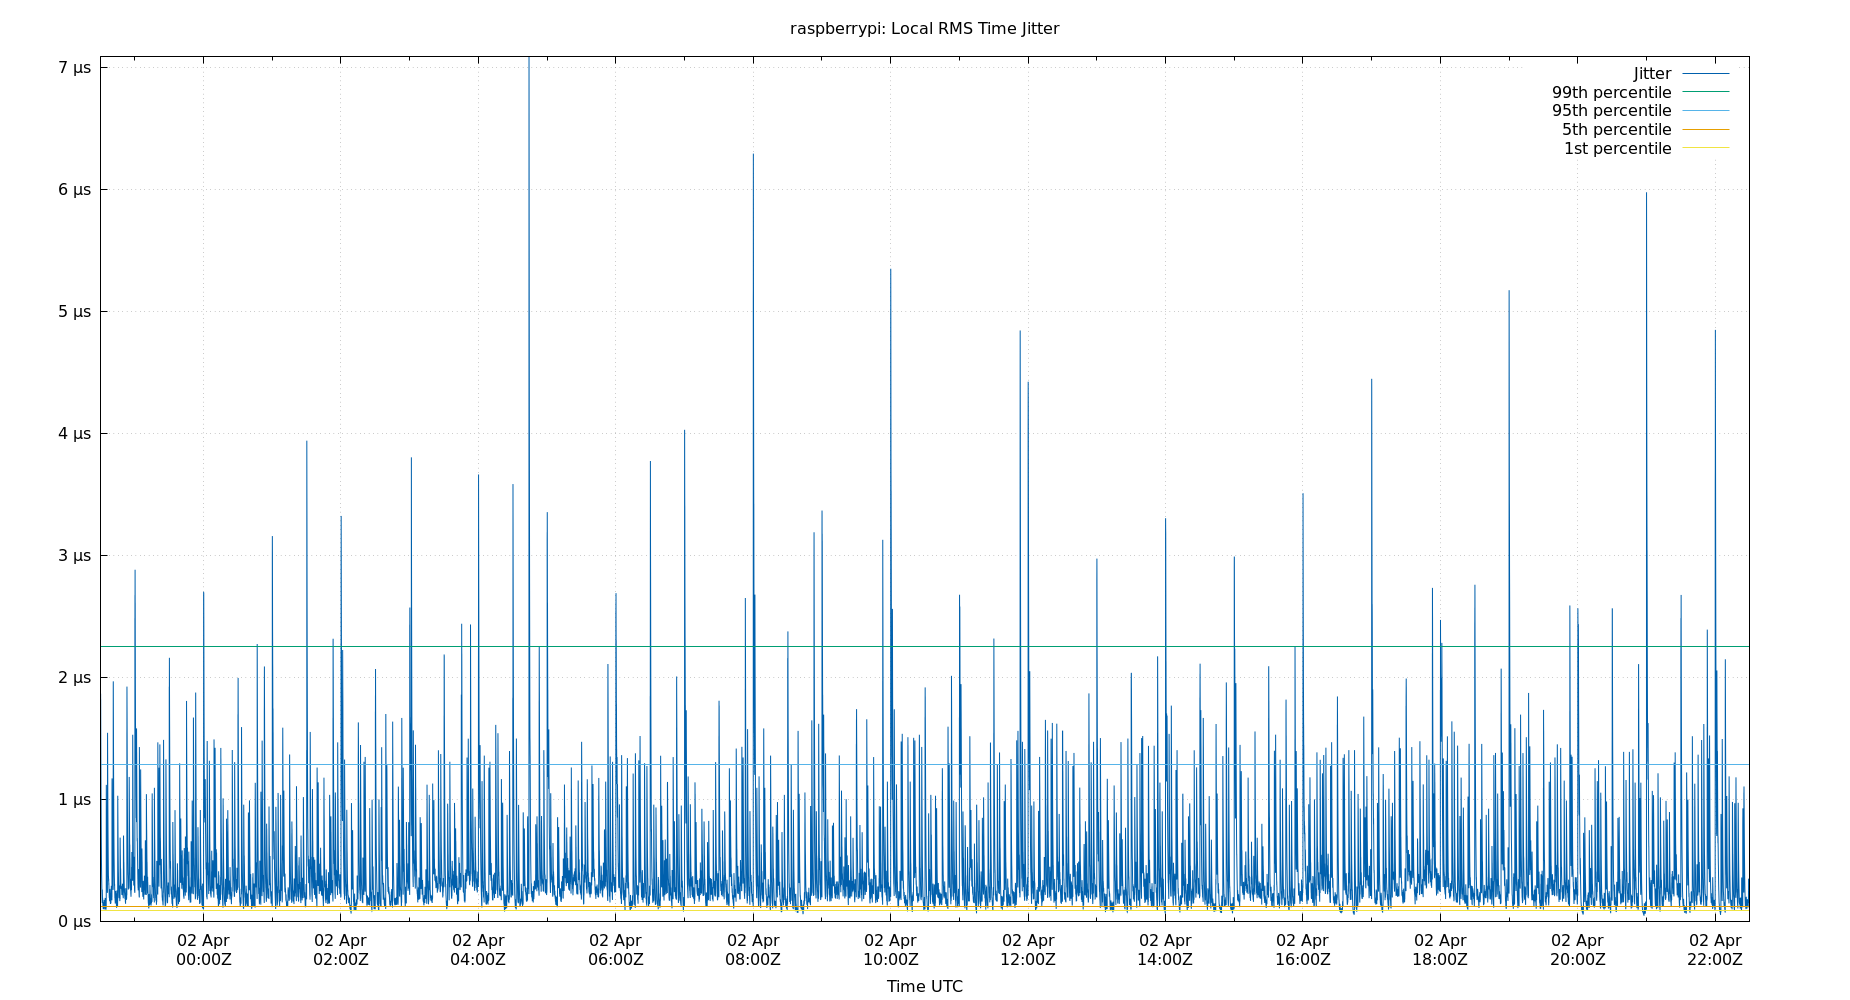 raspberrypi: Local RMS Time Jitter
7 µs
6 µs
5 µs
4 µs
3 µs
2 µs
1 µs
0 µs
Jitter
99th percentile
95th percentile
5th percentile
1st percentile
02 Apr
00:00Z
02 Apr
02:00Z
02 Apr
04:00Z
02 Apr
06:00Z
02 Apr
08:00Z
02 Apr
10:00Z
02 Apr
12:00Z
02 Apr
14:00Z
02 Apr
16:00Z
02 Apr
18:00Z
02 Apr
20:00Z
02 Apr
22:00Z
Time UTC